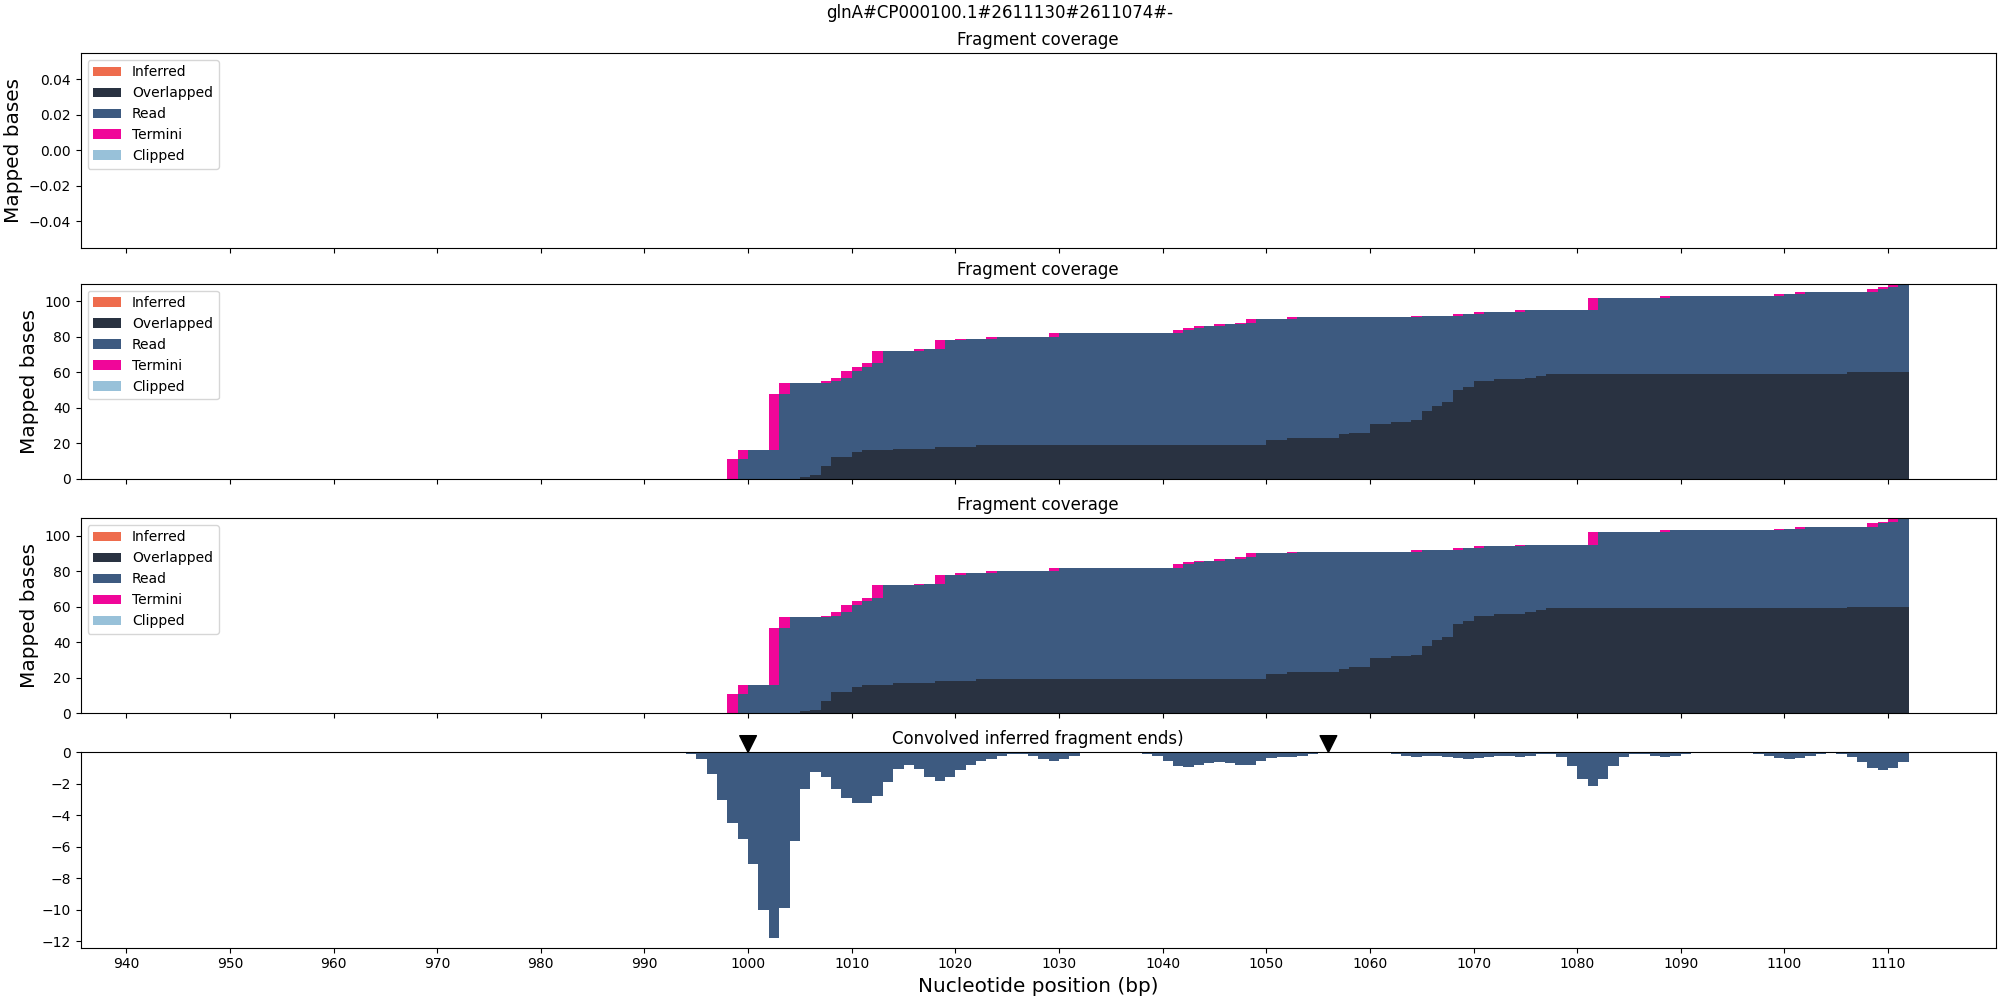 glnA#CP000100.1#2611130#2611074#-
Fragment coverage
Mapped bases
0.04
0.02
0.00
−0.02
−0.04
Inferred
Overlapped
Read
Termini
Clipped
Fragment coverage
Mapped bases
100
80
60
40
20
0
Inferred
Overlapped
Read
Termini
Clipped
Fragment coverage
Mapped bases
100
80
60
40
20
0
Inferred
Overlapped
Read
Termini
Clipped
Convolved inferred fragment ends)
0
−2
−4
−6
−8
−10
−12
940 950 960 970 980 990 1000 1010 1020 1030 1040 1050 1060 1070 1080 1090 1100 1110
Nucleotide position (bp)